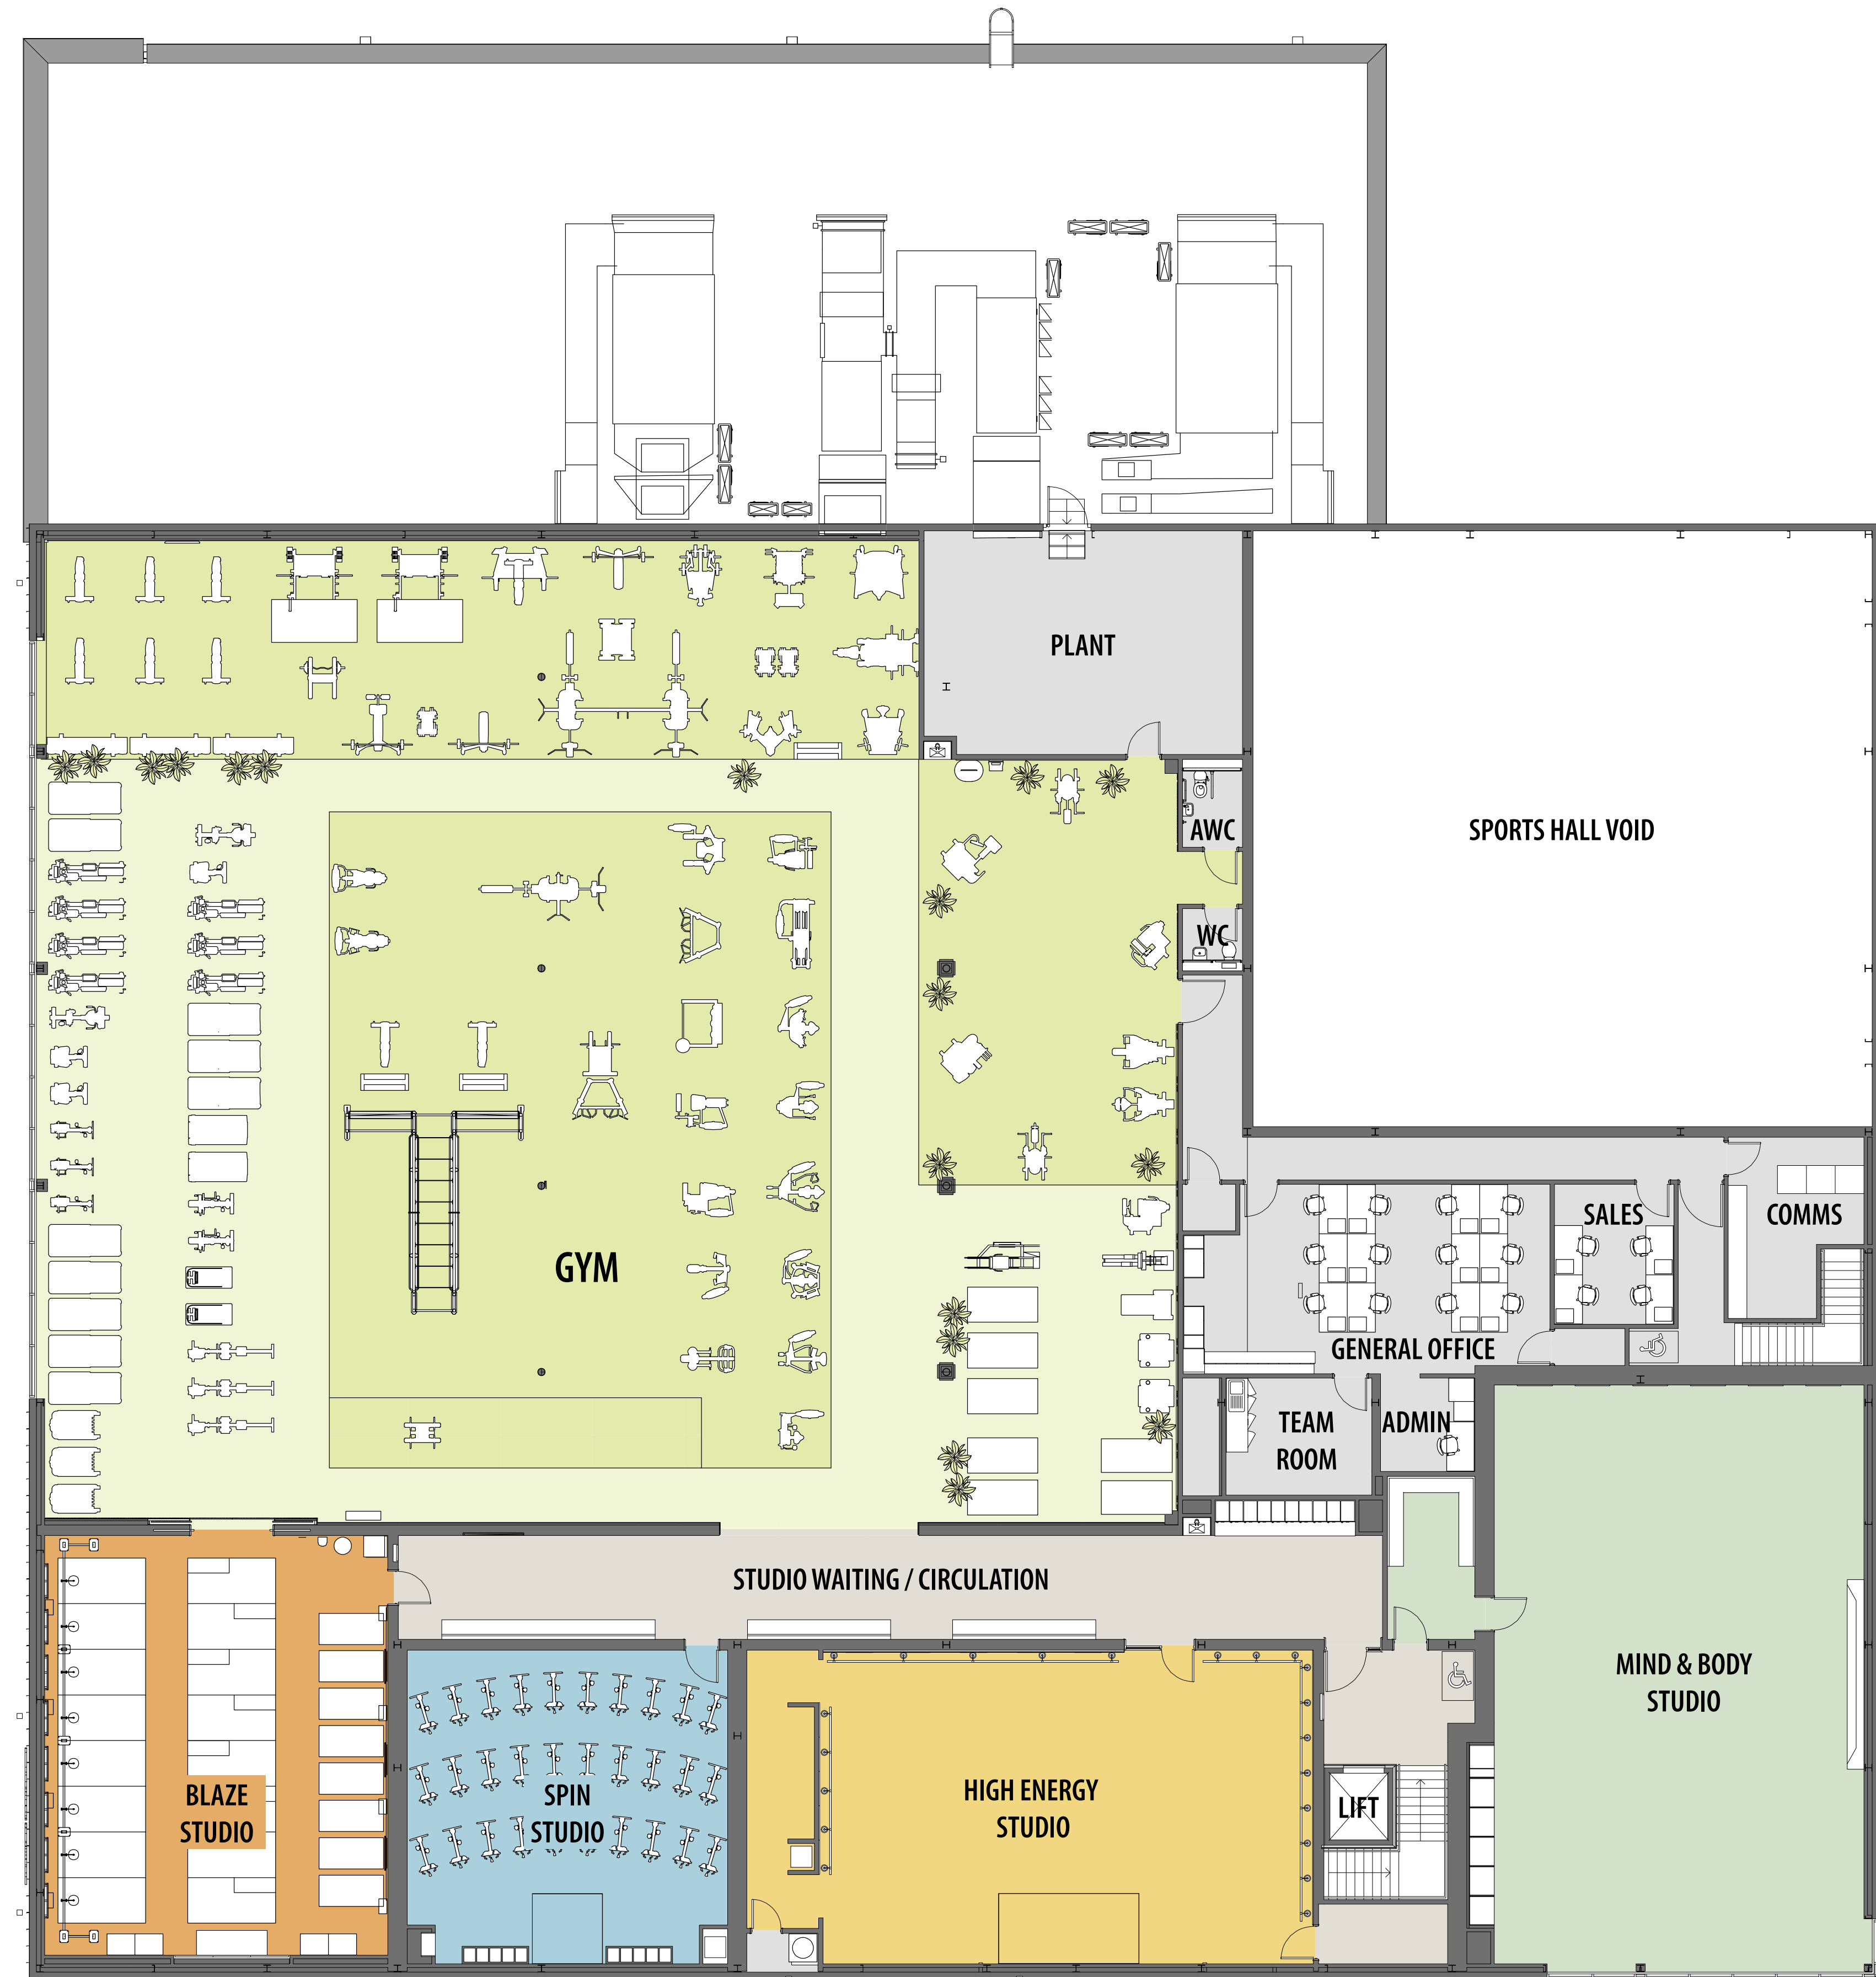 PLANT
AWC
SPORTS HALL VOID
WC
SALES
COMMS
GYM
GENERAL OFFICE
TEAM
ROOM
ADMIN
STUDIO WAITING / CIRCULATION
MIND & BODY
STUDIO
BLAZE
STUDIO
SPIN
STUDIO
HIGH ENERGY
STUDIO
LIFT